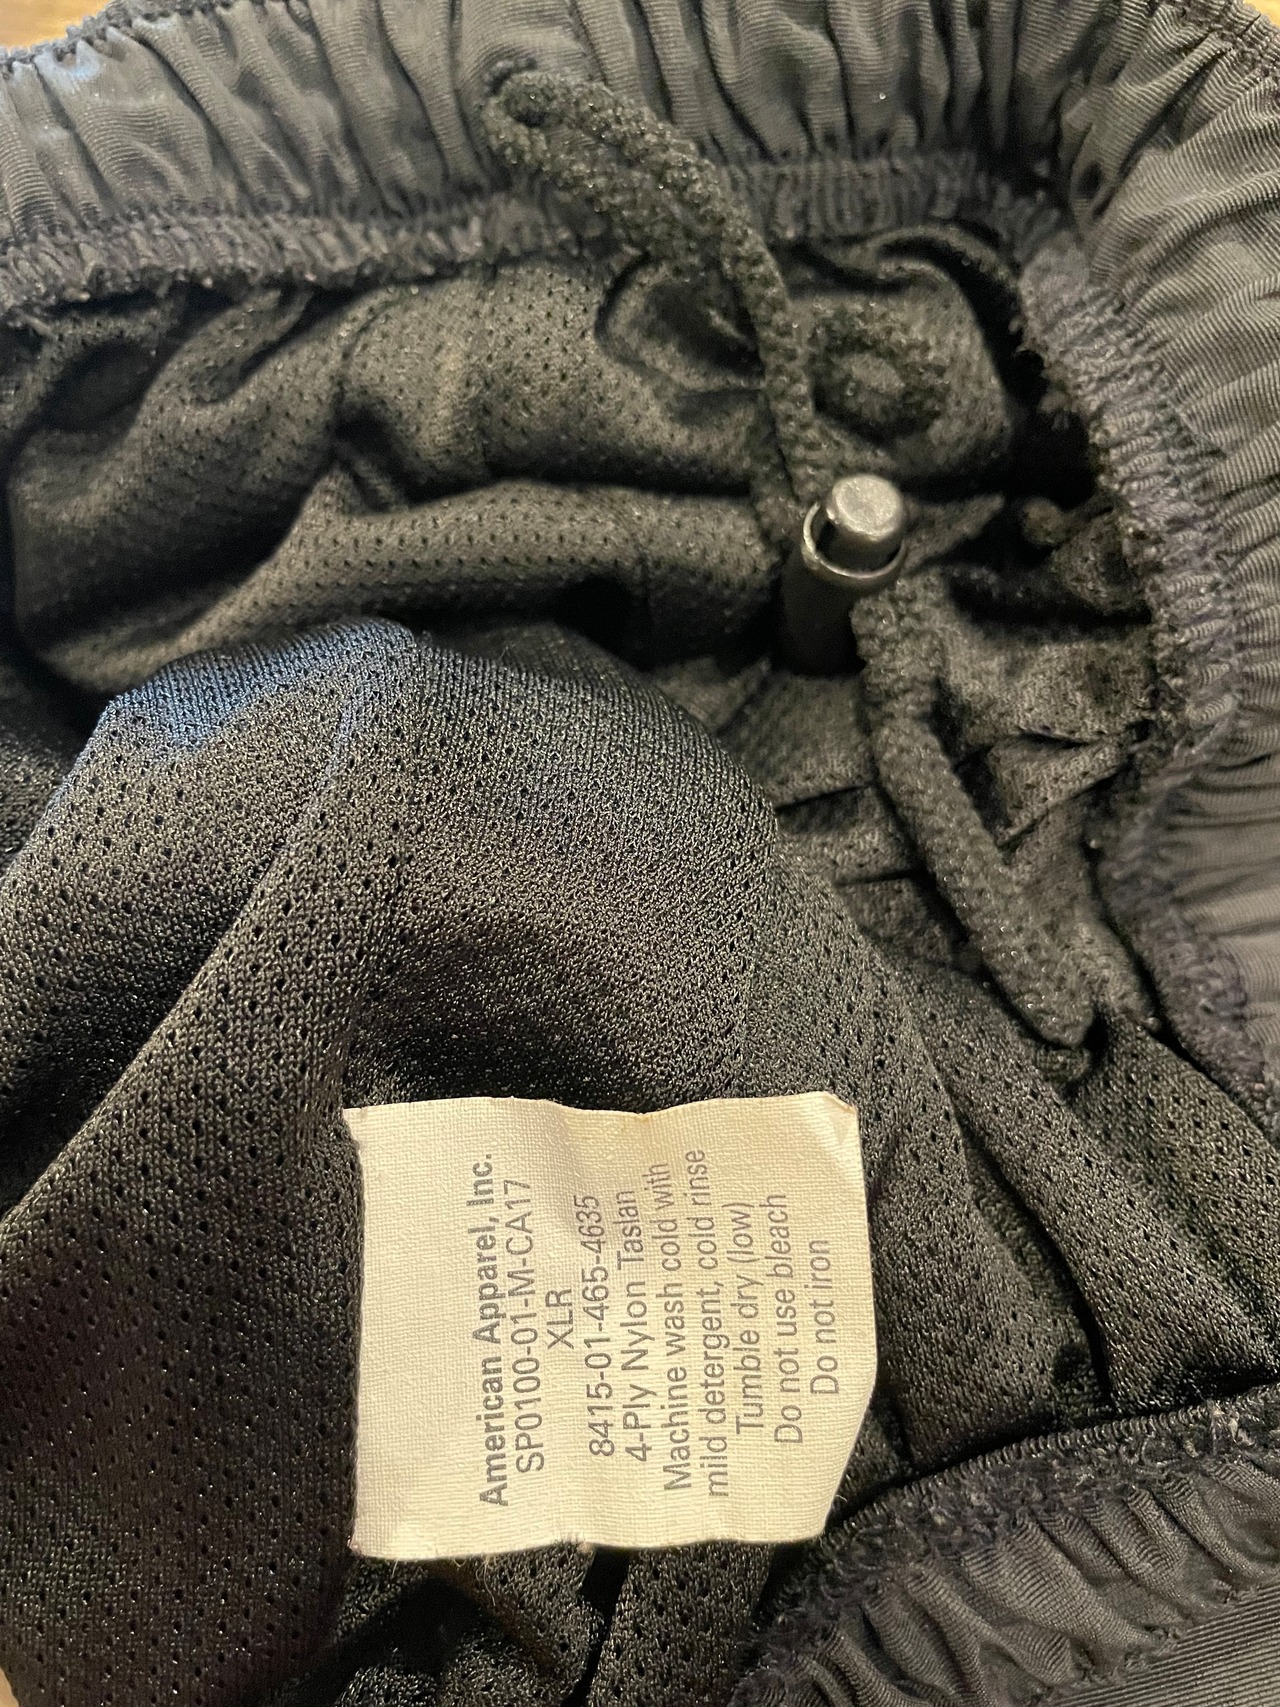 American Apparel, Inc.
SP0100-01-M-CA17
XLR
8415-01-465-4635
4-Ply Nylon Taslan
Machine wash cold with
mild detergent, cold rinse
Tumble dry (low)
Do not use bleach
Do not iron